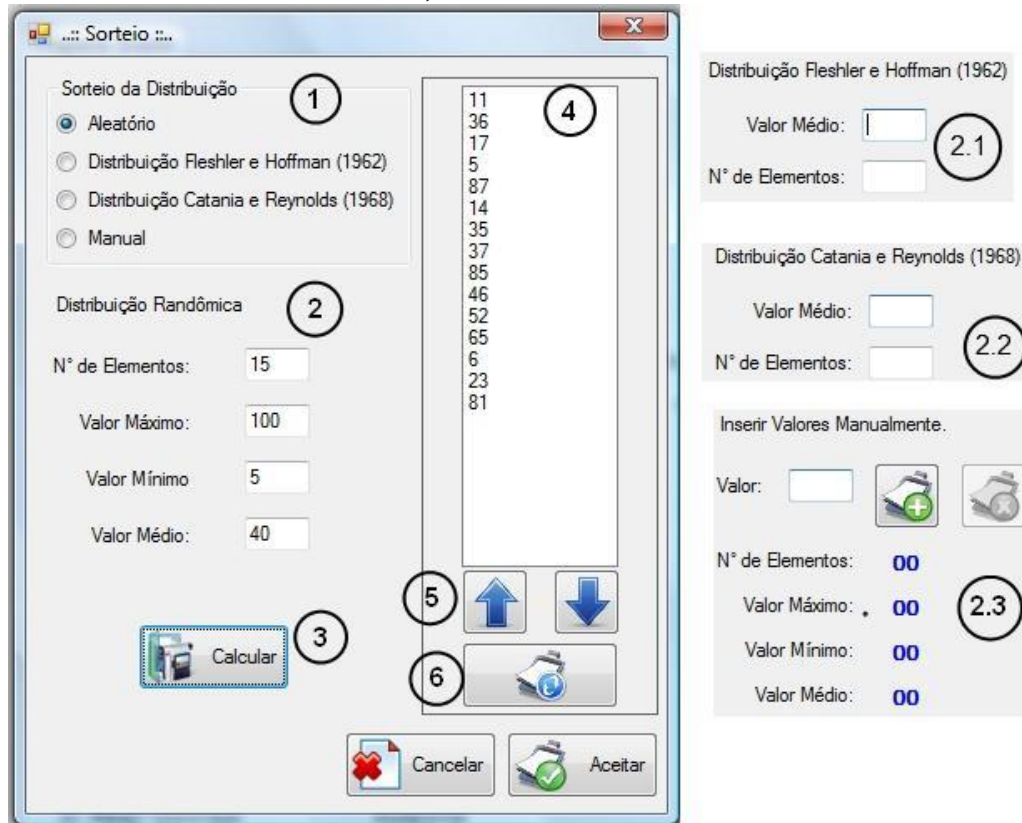 ..:: Sorteio ::..
Sorteio da Distribuição
1
Aleatório
Distribuição Fleshler e Hoffman (1962)
Distribuição Catania e Reynolds (1968)
Manual
Distribuição Randômica
2
N° de Elementos: 15
Valor Máximo: 100
Valor Mínimo 5
Valor Médio: 40
Calcular
3
4
11
36
17
5
87
14
35
37
85
46
52
65
6
23
81
5
6
Cancelar
Aceitar
Distribuição Fleshler e Hoffman (1962)
Valor Médio:
2.1
N° de Elementos:
Distribuição Catania e Reynolds (1968)
Valor Médio:
2.2
N° de Elementos:
Inserir Valores Manualmente.
Valor:
N° de Elementos: 00
Valor Máximo: 00
2.3
Valor Mínimo: 00
Valor Médio: 00